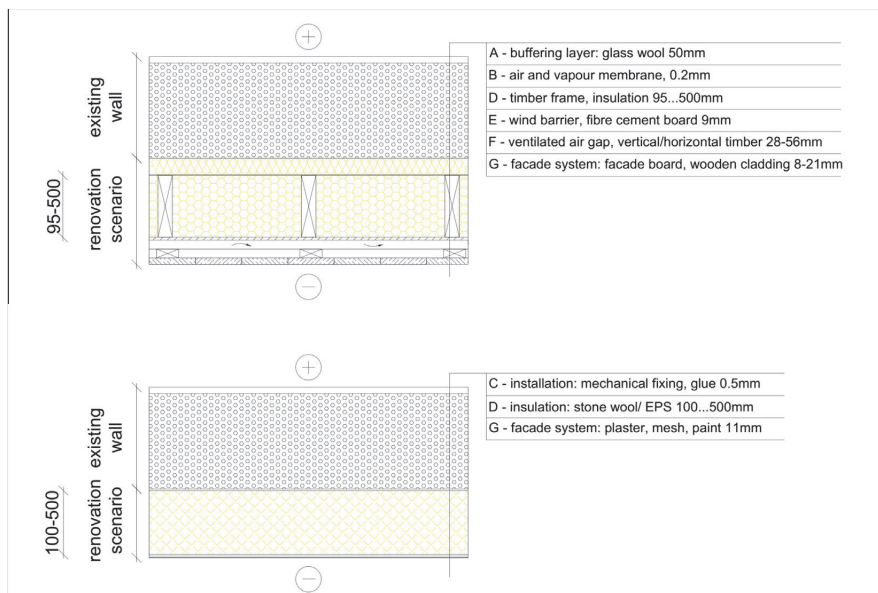 +
A - buffering layer: glass wool 50mm
B - air and vapour membrane, 0.2mm
D - timber frame, insulation 95...500mm
E - wind barrier, fibre cement board 9mm
F - ventilated air gap, vertical/horizontal timber 28-56mm
G - facade system: facade board, wooden cladding 8-21mm
existing
wall
95-500
renovation
scenario
−
+
C - installation: mechanical fixing, glue 0.5mm
D - insulation: stone wool/ EPS 100...500mm
G - facade system: plaster, mesh, paint 11mm
existing
wall
100-500
renovation
scenario
−